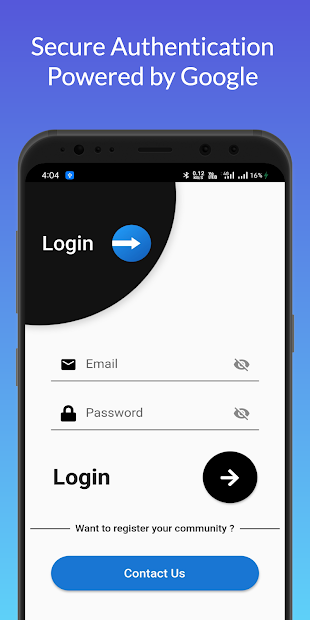 Secure Authentication
Powered by Google
4:04
16%
Login
Email
Password
Login
Want to register your community ?
Contact Us